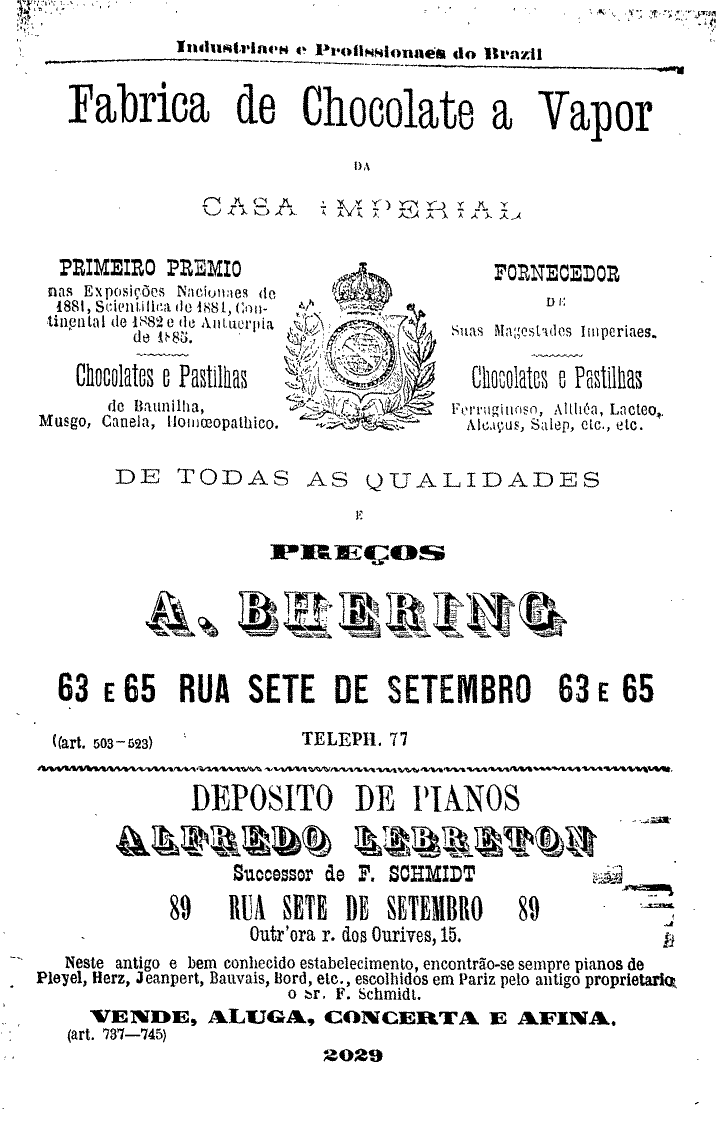 Industriaes e Profissionaes do Brazil
Fabrica de Chocolate a Vapor
DA
CASA IMPERIAL
PRIMEIRO PREMIO
nas Exposições Nacionaes de
1881, Scientifica de 1881, Con-
tinental de 1882 e de Antuerpia
de 1885.
Chocolates e Pastilhas
de Baunilha,
Musgo, Canela, Homœopathico.
FORNECEDOR
DE
Suas Magestades Imperiaes.
Chocolates e Pastilhas
Ferruginoso, Althéa, Lacteo,
Alcaçus, Salep, etc., etc.
DE TODAS AS QUALIDADES
E
PREÇOS
A. BHERING
63 E 65 RUA SETE DE SETEMBRO 63 E 65
((art. 503—523)
TELEPH. 77
DEPOSITO DE PIANOS
ALFREDO LEBRETON
Successor de F. SCHMIDT
89 RUA SETE DE SETEMBRO 89
Outr'ora r. dos Ourives, 15.
Neste antigo e bem conhecido estabelecimento, encontrão-se sempre pianos de
Pleyel, Herz, Jeanpert, Bauvais, Bord, etc., escolhidos em Pariz pelo antigo proprietario
o Sr. F. Schmidt.
VENDE, ALUGA, CONCERTA E AFINA.
(art. 737—745)
2029